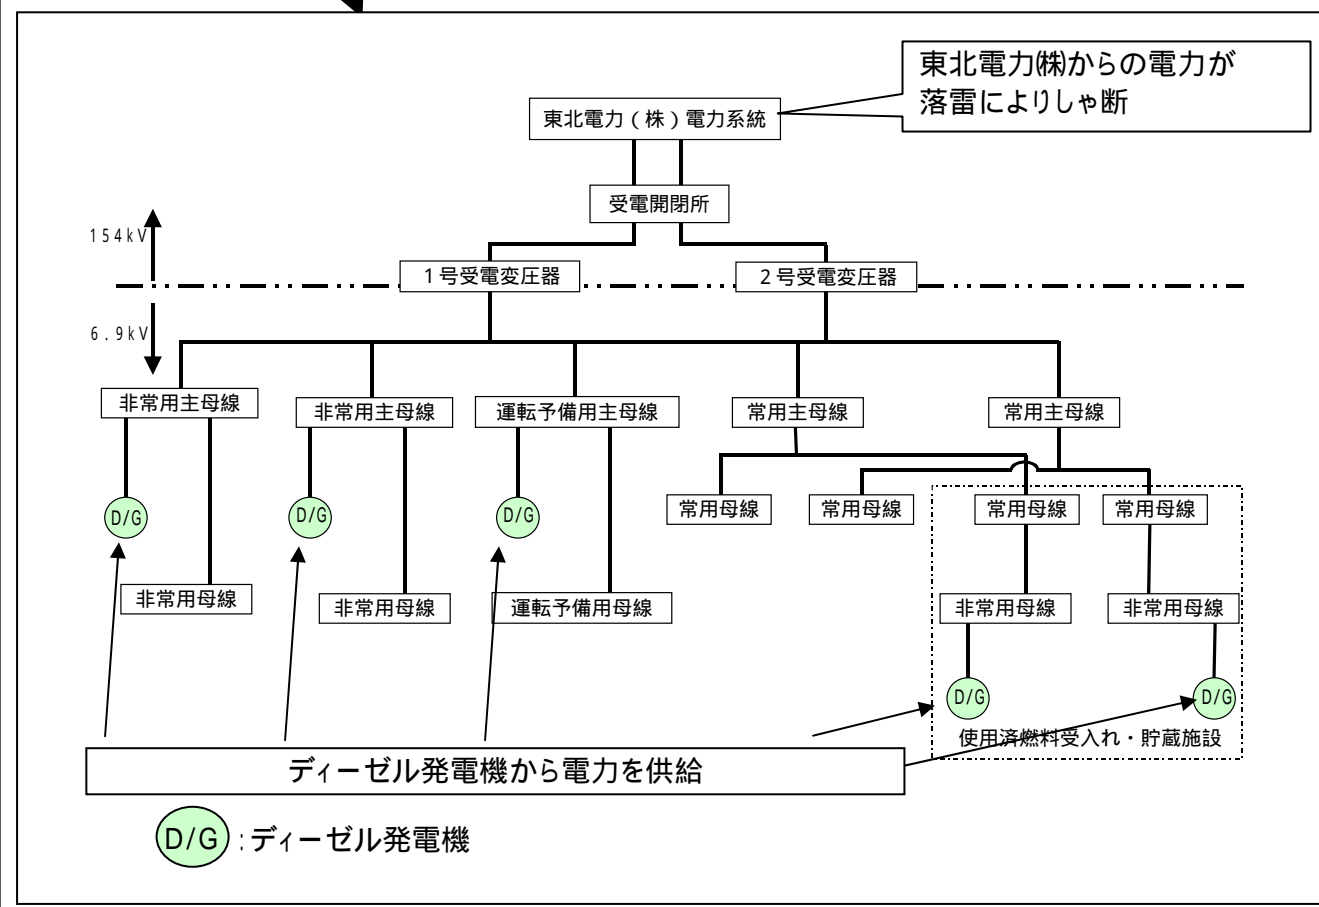 東北電力㈱からの電力が
落雷によりしゃ断
東北電力（株）電力系統
受電開閉所
154kV
1号受電変圧器
2号受電変圧器
6.9kV
非常用主母線
非常用主母線
運転予備用主母線
常用主母線
常用主母線
常用母線
常用母線
常用母線
常用母線
D/G
D/G
D/G
非常用母線
非常用母線
運転予備用母線
非常用母線
非常用母線
D/G
D/G
使用済燃料受入れ・貯蔵施設
ディーゼル発電機から電力を供給
D/G：ディーゼル発電機